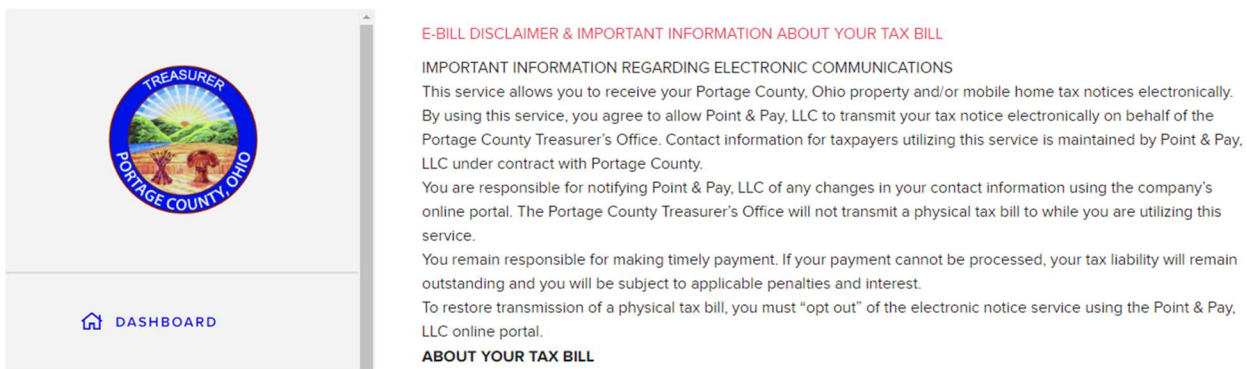 TREASURER
PORTAGE COUNTY, OHIO
DASHBOARD
E-BILL DISCLAIMER & IMPORTANT INFORMATION ABOUT YOUR TAX BILL
IMPORTANT INFORMATION REGARDING ELECTRONIC COMMUNICATIONS
This service allows you to receive your Portage County, Ohio property and/or mobile home tax notices electronically.
By using this service, you agree to allow Point & Pay, LLC to transmit your tax notice electronically on behalf of the
Portage County Treasurer's Office. Contact information for taxpayers utilizing this service is maintained by Point & Pay,
LLC under contract with Portage County.
You are responsible for notifying Point & Pay, LLC of any changes in your contact information using the company's
online portal. The Portage County Treasurer's Office will not transmit a physical tax bill to while you are utilizing this
service.
You remain responsible for making timely payment. If your payment cannot be processed, your tax liability will remain
outstanding and you will be subject to applicable penalties and interest.
To restore transmission of a physical tax bill, you must “opt out” of the electronic notice service using the Point & Pay,
LLC online portal.
ABOUT YOUR TAX BILL